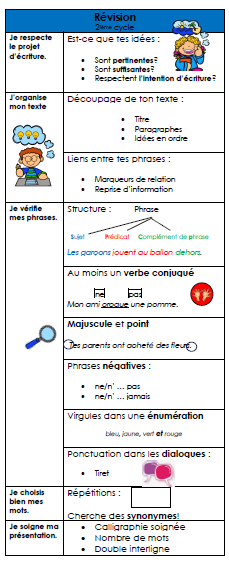 Révision
2ème cycle
Je respecte
le projet
d'écriture.
Est-ce que tes idées :
• Sont pertinentes?
• Sont suffisantes?
• Respectent l'intention d'écriture?
J'organise
mon texte
Découpage de ton texte :
• Titre
• Paragraphes
• Idées en ordre
Liens entre tes phrases :
• Marqueurs de relation
• Reprise d'information
Je vérifie
mes phrases.
Structure : Phrase
Sujet Prédicat Complément de phrase
Les garçons jouent au ballon dehors.
Au moins un verbe conjugué
ne pas
Mon ami croque une pomme.
Majuscule et point
Tes parents ont acheté des fleurs.
Phrases négatives :
• ne/n' ... pas
• ne/n' ... jamais
Virgules dans une énumération
bleu, jaune, vert et rouge
Ponctuation dans les dialogues :
• Tiret
Je choisis
bien mes
mots.
Répétitions :
Cherche des synonymes!
Je soigne ma
présentation.
• Calligraphie soignée
• Nombre de mots
• Double interligne